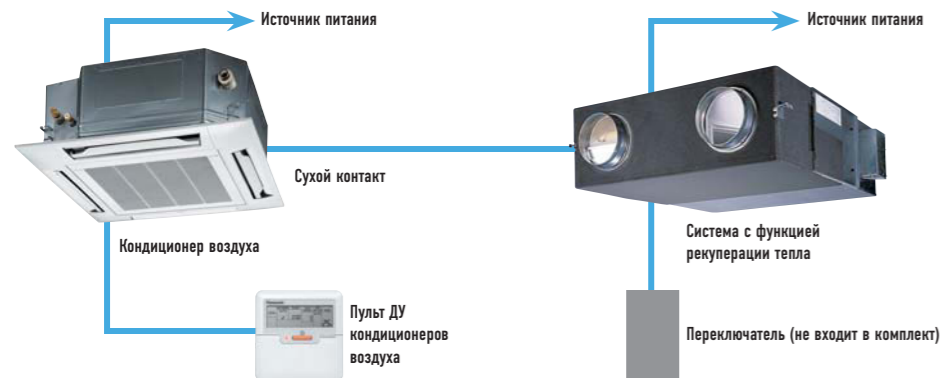 Источник питания
Источник питания
Сухой контакт
Кондиционер воздуха
Система с функцией
рекуперации тепла
Пульт ДУ
кондиционеров
воздуха
Переключатель (не входит в комплект)
Panasonic